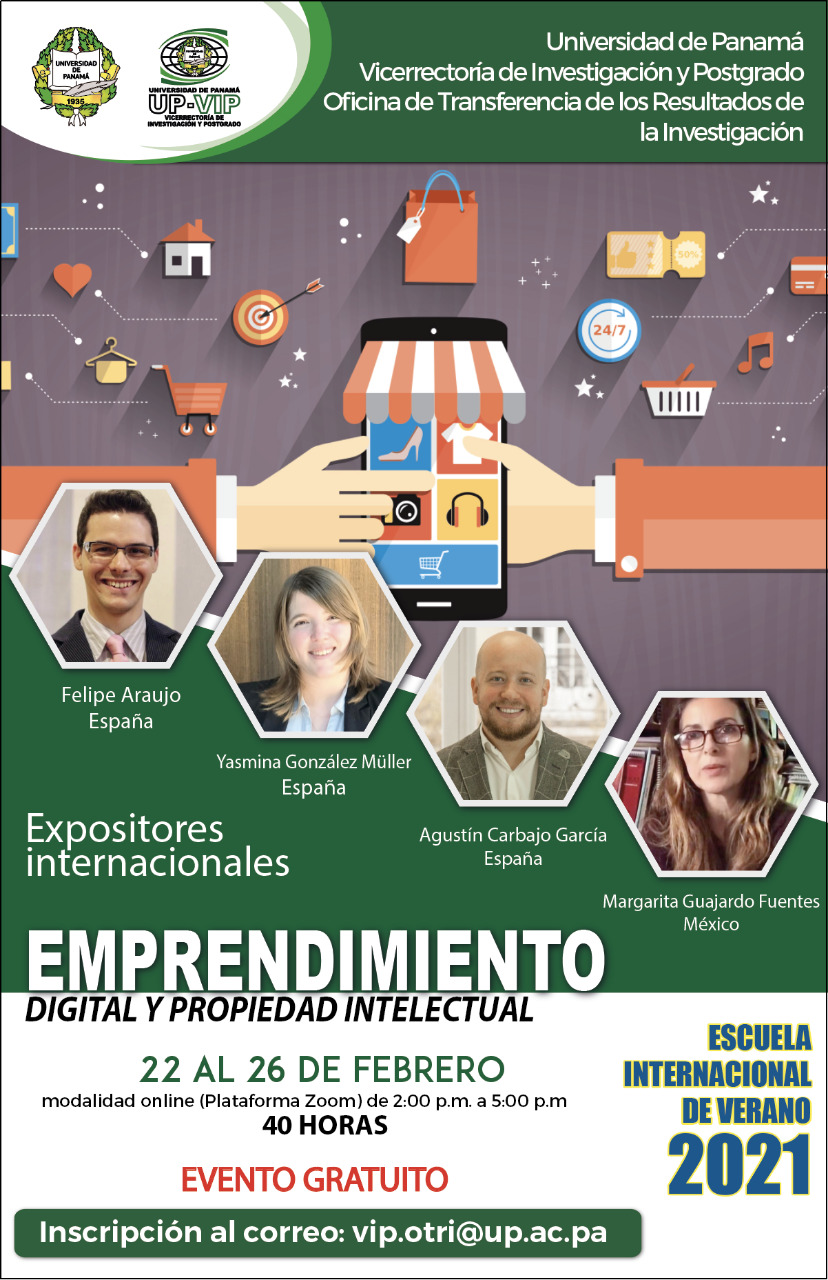 UNIVERSIDAD
DE
PANAMÁ
1935
UNIVERSIDAD DE PANAMÁ
UP-VIP
VICERRECTORÍA DE
INVESTIGACIÓN Y POSTGRADO
Universidad de Panamá
Vicerrectoría de Investigación y Postgrado
Oficina de Transferencia de los Resultados de
la Investigación
50%
24/7
Felipe Araujo
España
Yasmina González Müller
España
Agustín Carbajo García
España
Margarita Guajardo Fuentes
México
Expositores
internacionales
EMPRENDIMIENTO
DIGITAL Y PROPIEDAD INTELECTUAL
22 AL 26 DE FEBRERO
modalidad online (Plataforma Zoom) de 2:00 p.m. a 5:00 p.m
40 HORAS
EVENTO GRATUITO
ESCUELA
INTERNACIONAL
DE VERANO
2021
Inscripción al correo: vip.otri@up.ac.pa